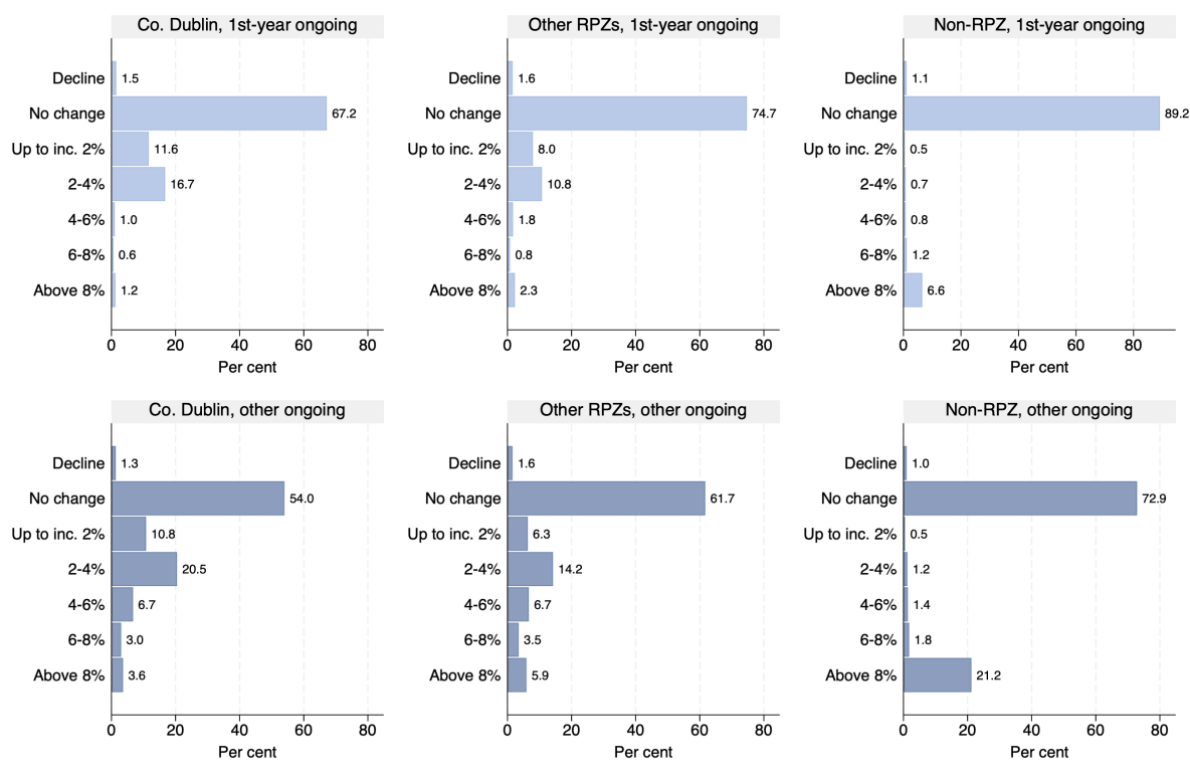 Co. Dublin, 1st-year ongoing
Decline 1.5
No change 67.2
Up to inc. 2% 11.6
2-4% 16.7
4-6% 1.0
6-8% 0.6
Above 8% 1.2
0 20 40 60 80
Per cent
Other RPZs, 1st-year ongoing
Decline 1.6
No change 74.7
Up to inc. 2% 8.0
2-4% 10.8
4-6% 1.8
6-8% 0.8
Above 8% 2.3
0 20 40 60 80
Per cent
Non-RPZ, 1st-year ongoing
Decline 1.1
No change 89.2
Up to inc. 2% 0.5
2-4% 0.7
4-6% 0.8
6-8% 1.2
Above 8% 6.6
0 20 40 60 80
Per cent
Co. Dublin, other ongoing
Decline 1.3
No change 54.0
Up to inc. 2% 10.8
2-4% 20.5
4-6% 6.7
6-8% 3.0
Above 8% 3.6
0 20 40 60 80
Per cent
Other RPZs, other ongoing
Decline 1.6
No change 61.7
Up to inc. 2% 6.3
2-4% 14.2
4-6% 6.7
6-8% 3.5
Above 8% 5.9
0 20 40 60 80
Per cent
Non-RPZ, other ongoing
Decline 1.0
No change 72.9
Up to inc. 2% 0.5
2-4% 1.2
4-6% 1.4
6-8% 1.8
Above 8% 21.2
0 20 40 60 80
Per cent